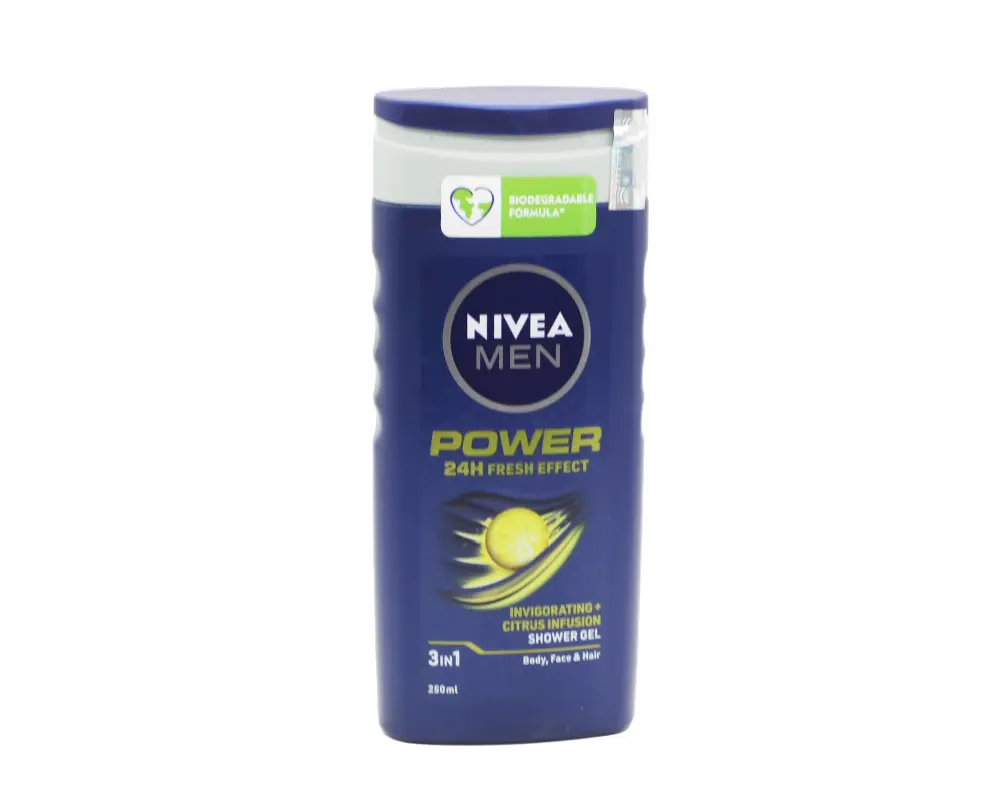 BIODEGRADABLE
FORMULA*
NIVEA
MEN
POWER
24H FRESH EFFECT
INVIGORATING +
CITRUS INFUSION
SHOWER GEL
3IN1
Body, Face & Hair
250ml